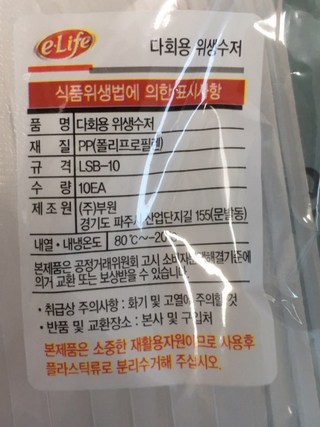 e·Life
다회용 위생수저
식품위생법에 의한 표시사항
품 명 다회용 위생수저
재 질 PP(폴리프로필렌)
규 격 LSB-10
수 량 10EA
제 조 원 (주)부원
경기도 파주시 산업단지길 155(문발동)
내열·내냉온도 80℃~-20
본제품은 공정거래위원회 고시 소비자분쟁해결기준에
의거 교환 또는 보상받을 수 있습니다.
· 취급상 주의사항 : 화기 및 고열에 주의할 것
· 반품 및 교환장소 : 본사 및 구입처
본제품은 소중한 재활용자원이므로 사용후
플라스틱류로 분리수거해 주십시오.